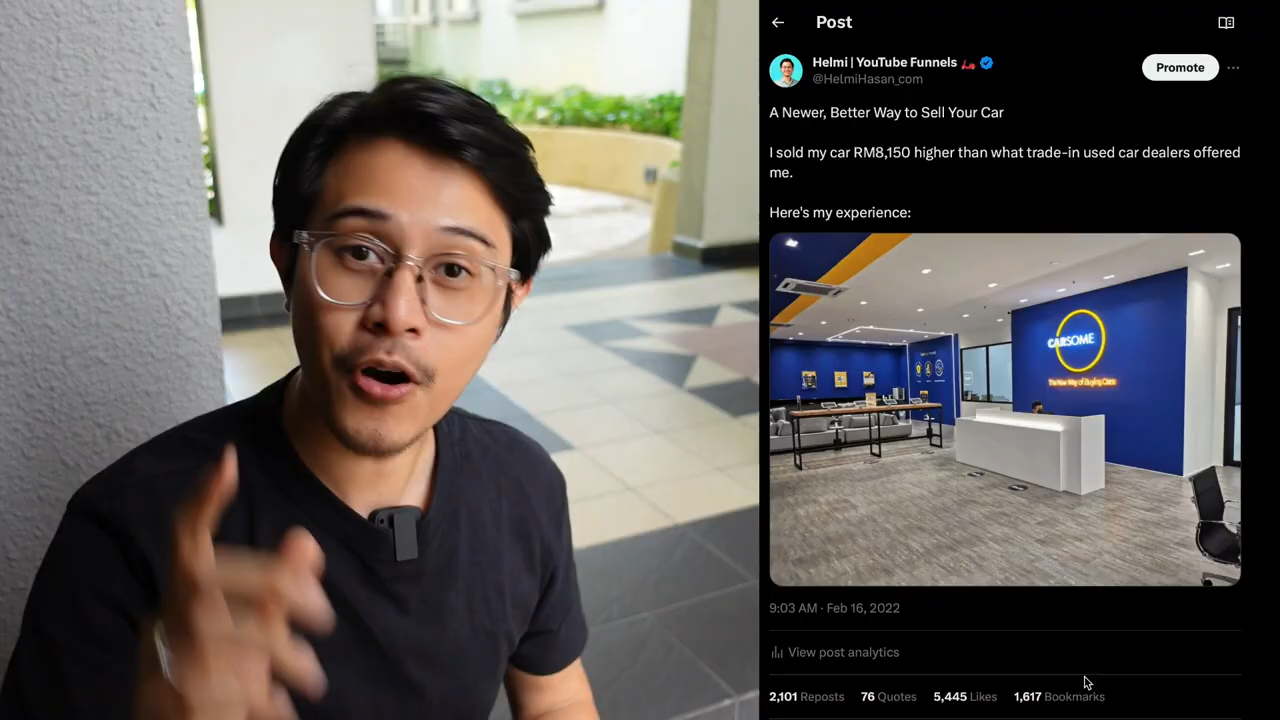 Post
Helmi | YouTube Funnels 🛵
@HelmiHasan_com
Promote
A Newer, Better Way to Sell Your Car
I sold my car RM8,150 higher than what trade-in used car dealers offered
me.
Here's my experience:
CARSOME
The New Way of Buying Cars
9:03 AM · Feb 16, 2022
View post analytics
2,101 Reposts 76 Quotes 5,445 Likes 1,617 Bookmarks